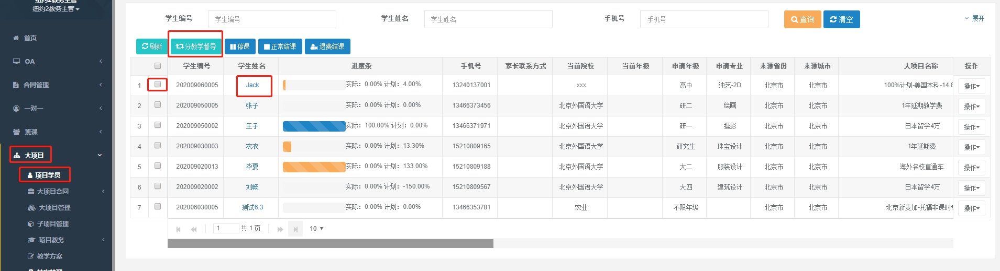 纽约2教务主管
纽约2教务主管
首页
OA
合同管理
一对一
班课
大项目
项目学员
大项目合同
大项目管理
子项目管理
项目教务
教学方案
学生编号 学生编号 学生姓名 学生姓名 手机号 手机号 查询 清空 展开
刷新 分教学督导 停课 正常结课 退费结课
学生编号 学生姓名 进度条 手机号 家长联系方式 当前院校 当前年级 申请年级 申请专业 来源省份 来源城市 大项目名称 操作
1 202009060005 Jack 实际：0.00% 计划：4.00% 13240137001 xxx 高中 纯艺-2D 北京市 北京市 100%计划-美国本科-14.8 操作
2 202009050005 张子 实际：0.00% 计划：0.00% 13466373456 北京外国语大学 研二 绘画 北京市 北京市 1年延期教学费 操作
3 202009050002 王子 实际：100.00% 计划：0.00% 13466371971 北京外国语大学 研一 摄影 北京市 北京市 日本留学4万 操作
4 202009030003 衣衣 实际：0.00% 计划：13.30% 15210809165 北京外国语大学 研究生 珠宝设计 北京市 北京市 1年延期费 操作
5 202009020013 毕夏 实际：0.00% 计划：133.00% 15210809188 北京外国语大学 大二 服装设计 北京市 北京市 海外名校直通车 操作
6 202009020002 刘畅 实际：0.00% 计划：-150.00% 15210809567 北京外国语大学 大四 建筑设计 北京市 北京市 日本留学4万 操作
7 202006030005 测试6.3 实际：0.00% 计划：0.00% 13466353781 农业 不限年级 北京市 北京市 北京新麦加-托福非课时 操作
1 共 1 页 10